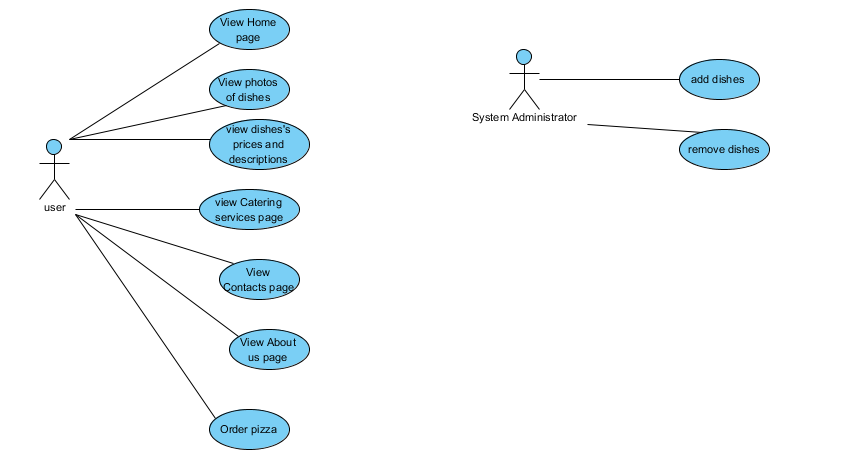 View Home
page
View photos
of dishes
view dishes's
prices and
descriptions
user
view Catering
services page
View
Contacts page
View About
us page
Order pizza
System Administrator
add dishes
remove dishes